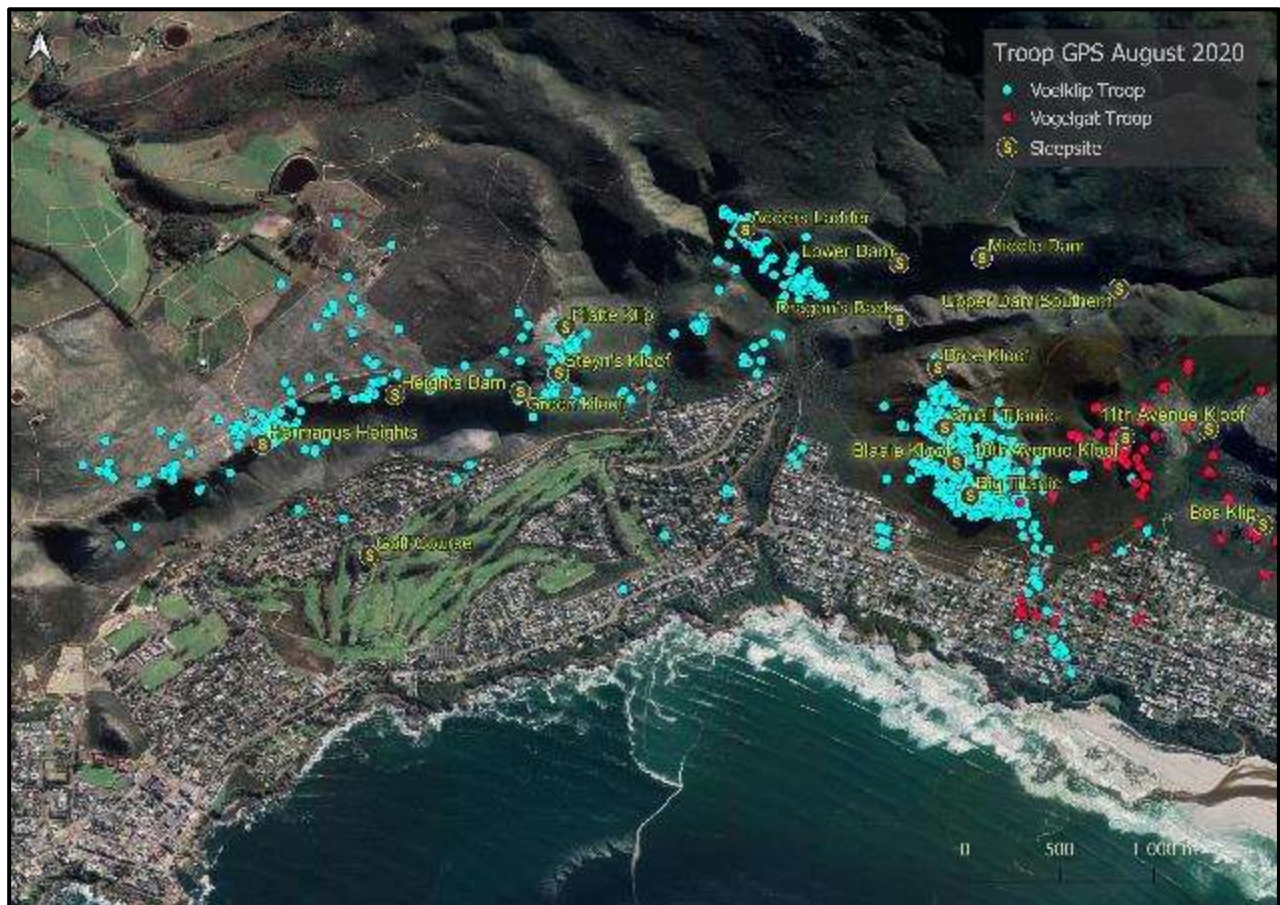 Troop GPS August 2020
Voelklip Troop
Vogelgat Troop
S Sleepsite
Adders Ladder
Lower Dam
Middle Dam
Dragon's Back
Upper Dam Southern
Platte Klip
Steyn's Kloof
Heights Dam
Green Kloof
Hermanus Heights
Golf Course
Droe Kloof
Small Titanic
11th Avenue Kloof
Blasie Kloof
10th Avenue Kloof
Big Titanic
Bos Klip
0 500 1 000 m